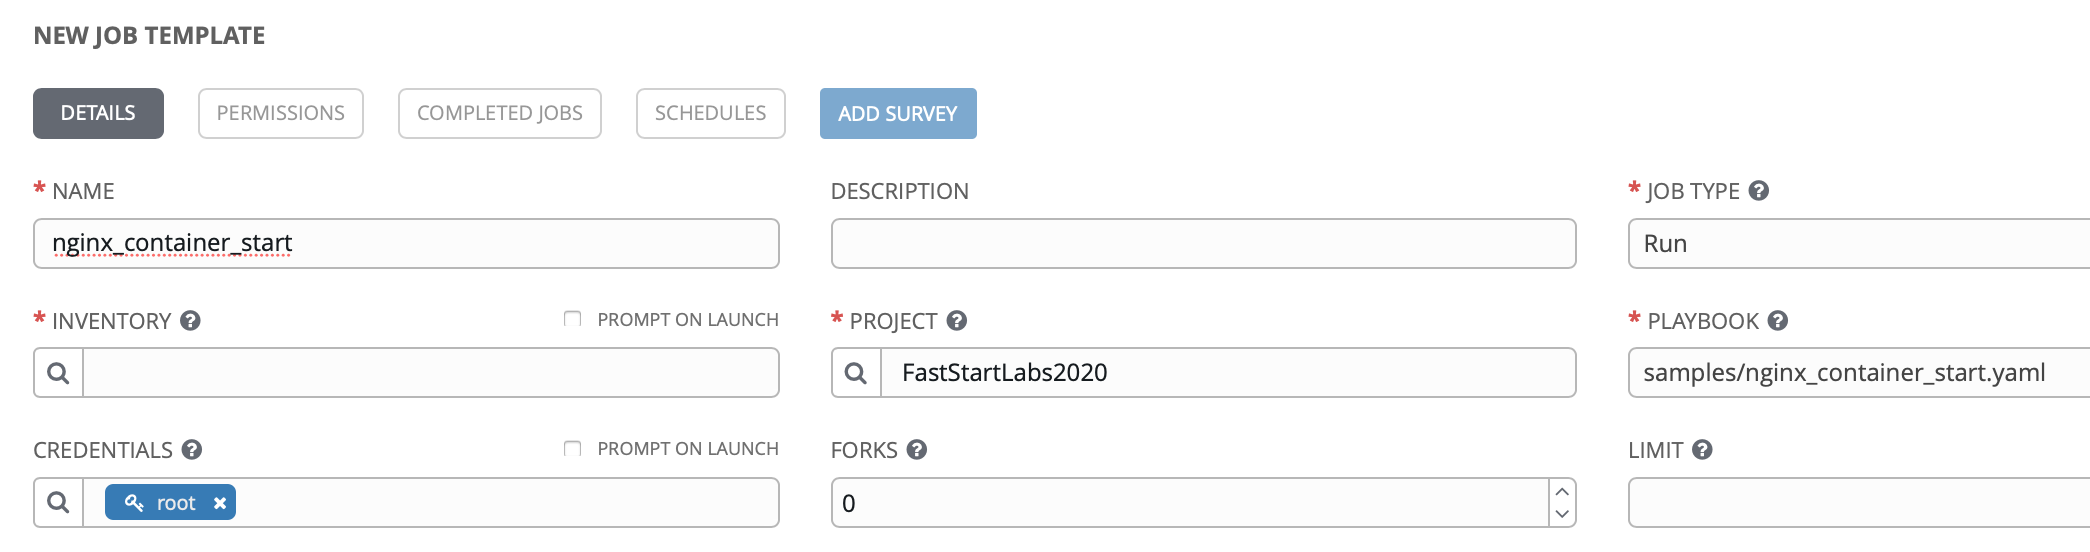 NEW JOB TEMPLATE
DETAILS PERMISSIONS COMPLETED JOBS SCHEDULES ADD SURVEY
* NAME DESCRIPTION * JOB TYPE ?
nginx_container_start Run
* INVENTORY ? PROMPT ON LAUNCH * PROJECT ? * PLAYBOOK ?
FastStartLabs2020 samples/nginx_container_start.yaml
CREDENTIALS ? PROMPT ON LAUNCH FORKS ? LIMIT ?
root 0